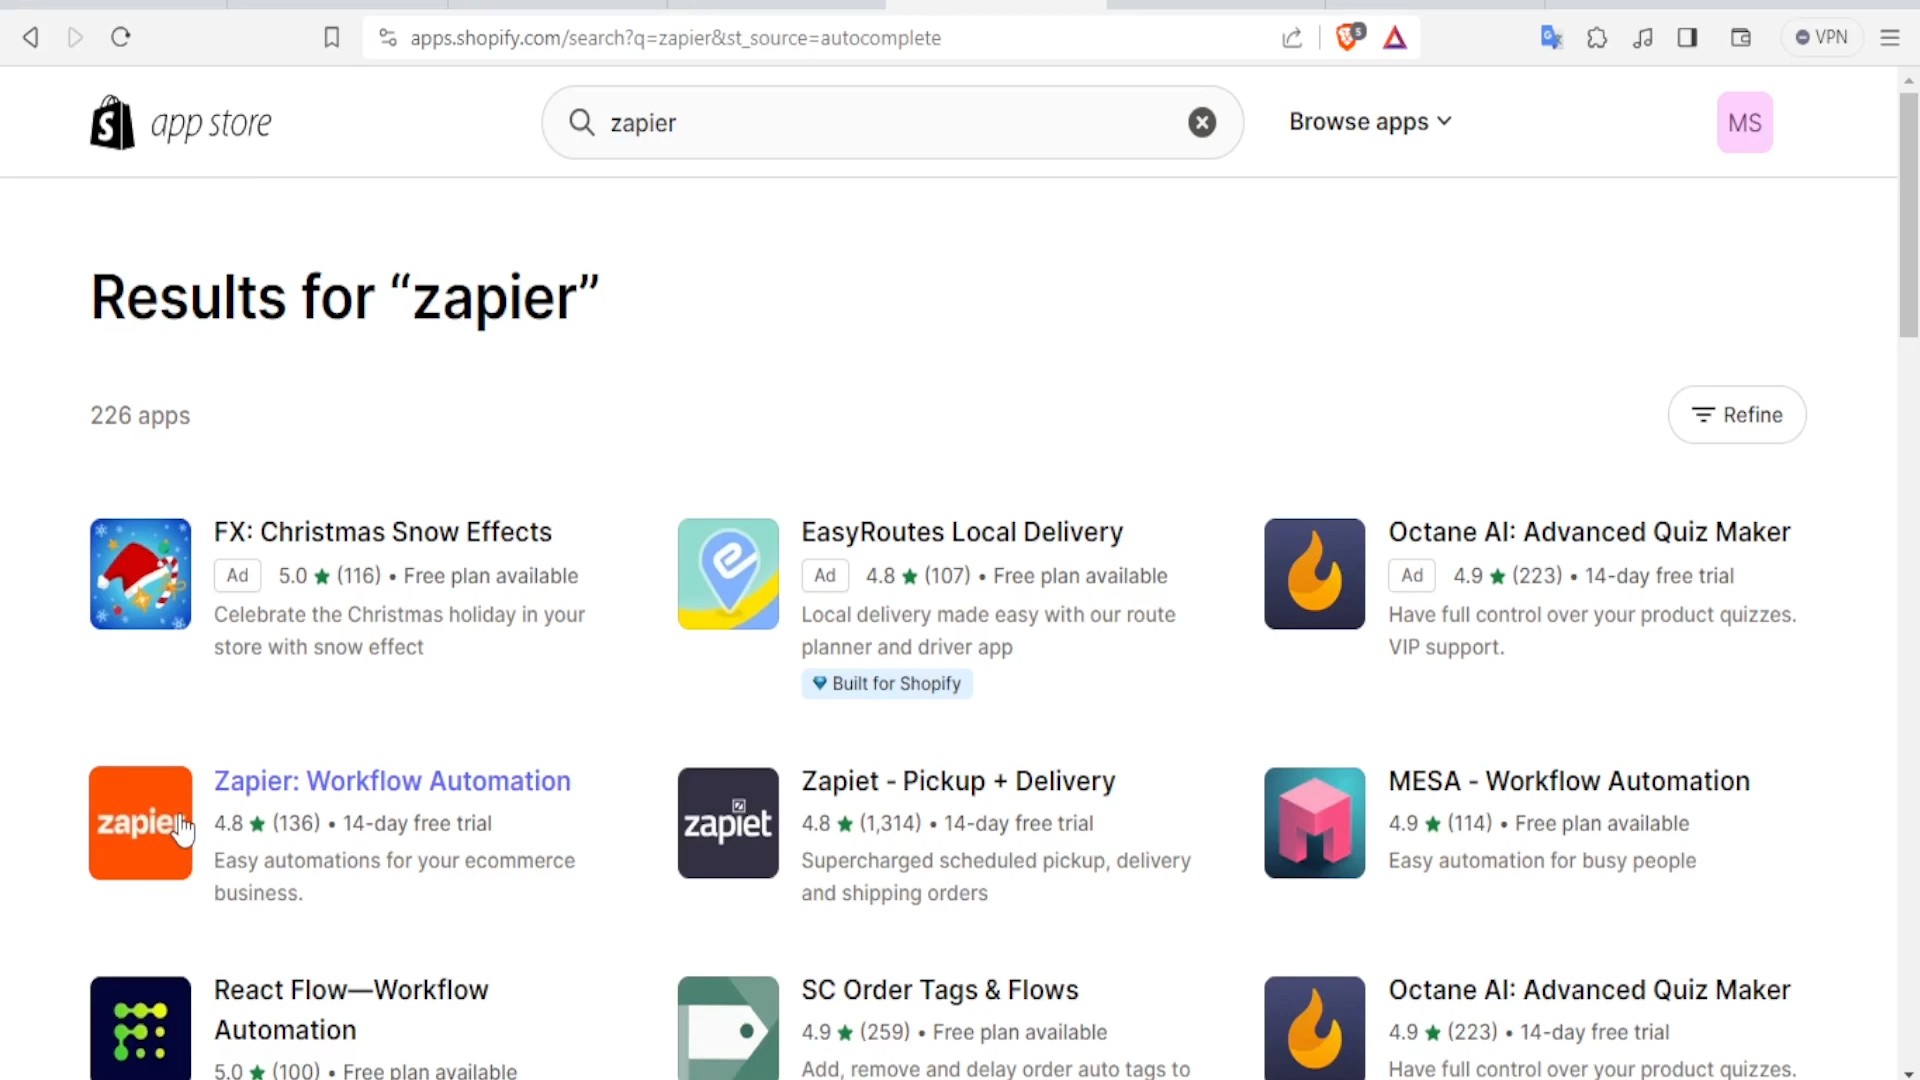 apps.shopify.com/search?q=zapier&st_source=autocomplete
5
VPN
app store
zapier
Browse apps
MS
Results for “zapier”
226 apps
Refine
FX: Christmas Snow Effects
Ad 5.0 ★ (116) • Free plan available
Celebrate the Christmas holiday in your
store with snow effect
EasyRoutes Local Delivery
Ad 4.8 ★ (107) • Free plan available
Local delivery made easy with our route
planner and driver app
Built for Shopify
Octane AI: Advanced Quiz Maker
Ad 4.9 ★ (223) • 14-day free trial
Have full control over your product quizzes.
VIP support.
zapier
Zapier: Workflow Automation
4.8 ★ (136) • 14-day free trial
Easy automations for your ecommerce
business.
zapiet
Zapiet - Pickup + Delivery
4.8 ★ (1,314) • 14-day free trial
Supercharged scheduled pickup, delivery
and shipping orders
MESA - Workflow Automation
4.9 ★ (114) • Free plan available
Easy automation for busy people
React Flow—Workflow
Automation
5.0 ★ (100) • Free plan available
SC Order Tags & Flows
4.9 ★ (259) • Free plan available
Add, remove and delay order auto tags to
Octane AI: Advanced Quiz Maker
4.9 ★ (223) • 14-day free trial
Have full control over your product quizzes.